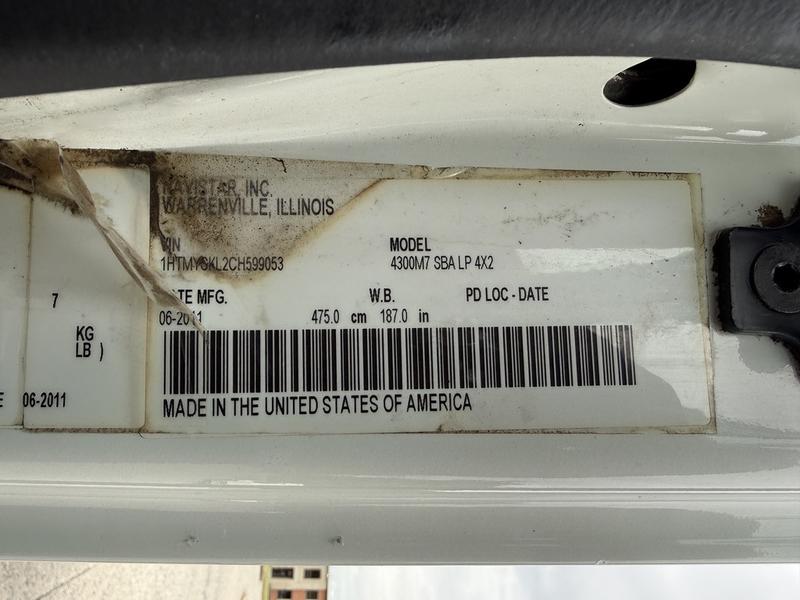 NAVISTAR, INC.
WARRENVILLE, ILLINOIS
VIN
1HTMYSKL2CH599053
MODEL
4300M7 SBA LP 4X2
DATE MFG.
06-2011
W.B.
475.0 cm 187.0 in
PD LOC - DATE
MADE IN THE UNITED STATES OF AMERICA
7
KG
LB )
E 06-2011